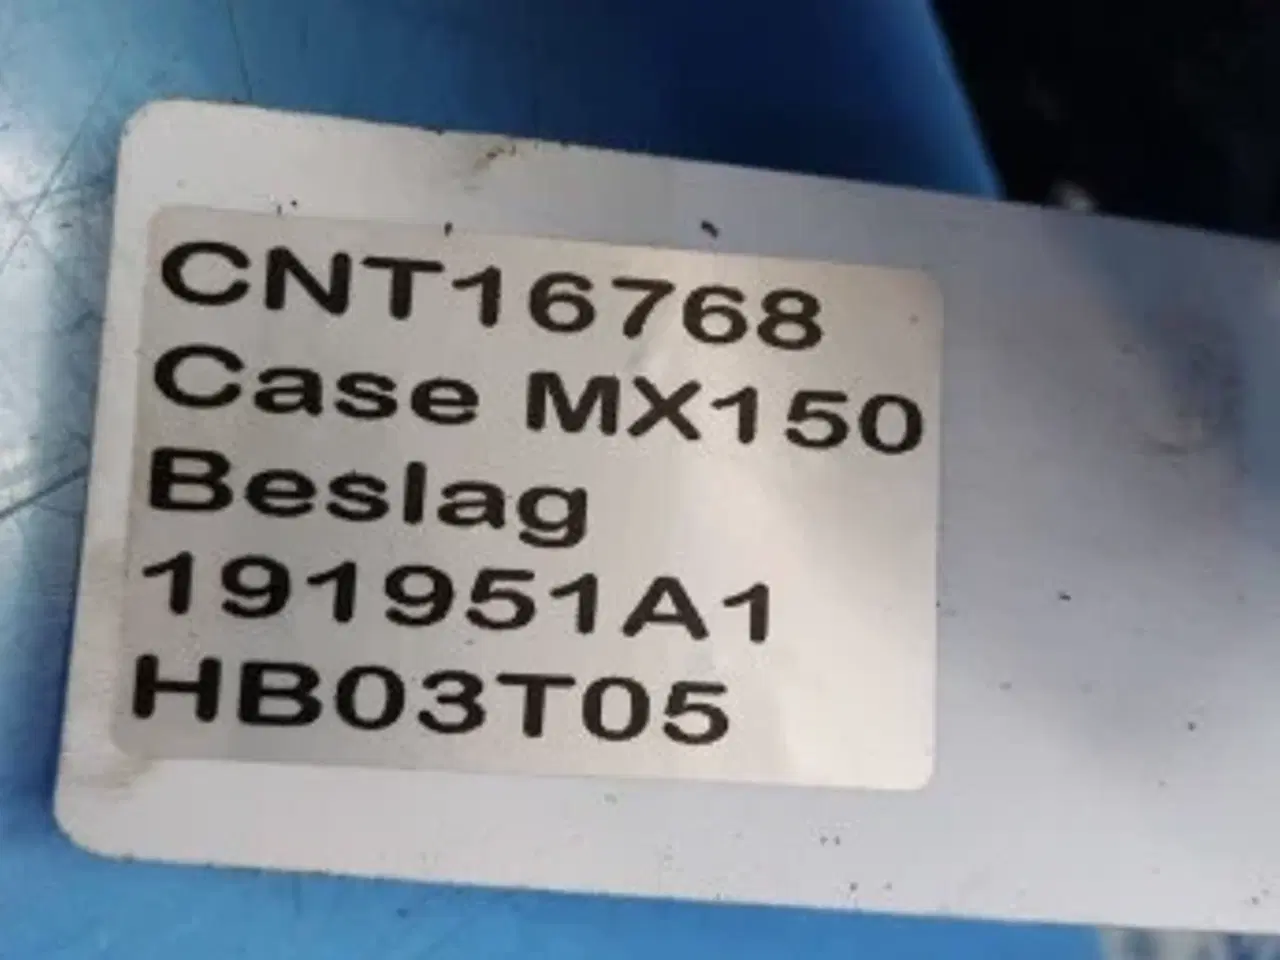 CNT16768
Case MX150
Beslag
191951A1
HB03T05